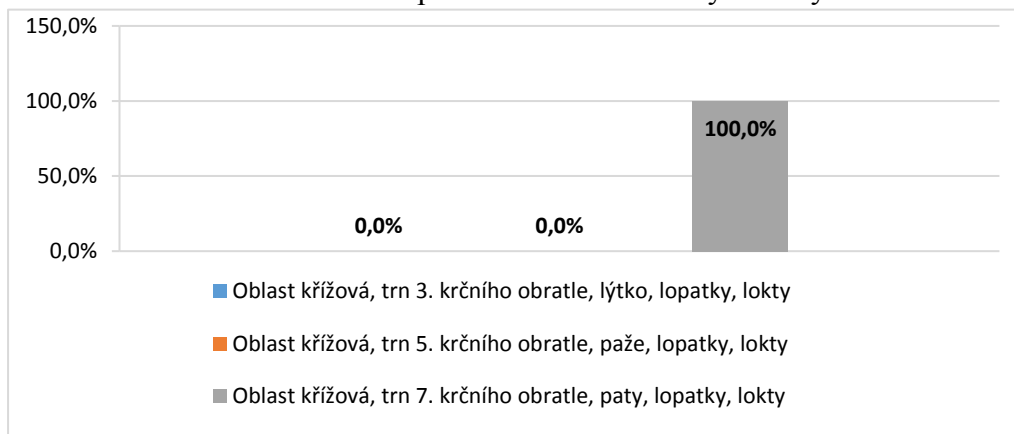 150,0%
100,0%
100,0%
50,0%
0,0% 0,0%
0,0%
Oblast křížová, trn 3. krčního obratle, lýtko, lopatky, lokty
Oblast křížová, trn 5. krčního obratle, paže, lopatky, lokty
Oblast křížová, trn 7. krčního obratle, paty, lopatky, lokty